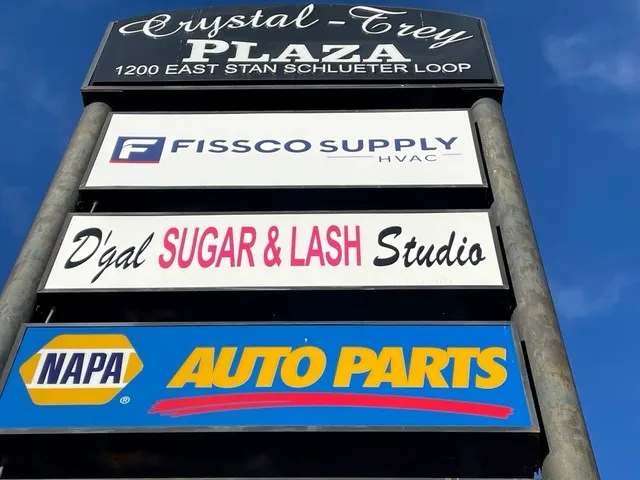 Crystal-Trey
PLAZA
1200 EAST STAN SCHLUETER LOOP
F FISSCO SUPPLY
HVAC
D'gal SUGAR & LASH Studio
NAPA ® AUTO PARTS